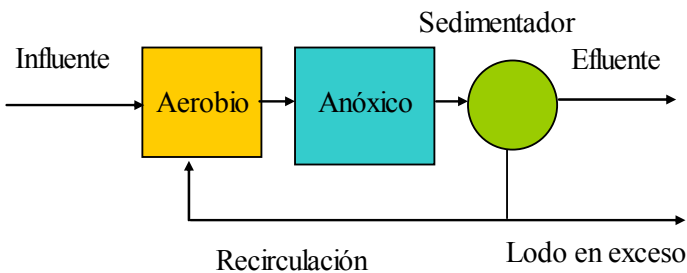 Sedimentador
Influente
Efluente
Aerobio
Anóxico
Recirculación
Lodo en exceso